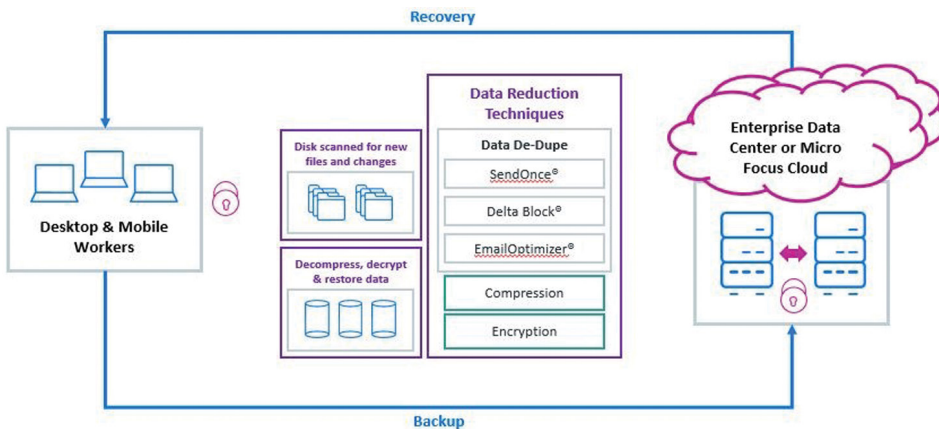 Recovery
Desktop & Mobile
Workers
Disk scanned for new
files and changes
Decompress, decrypt
& restore data
Data Reduction
Techniques
Data De-Dupe
SendOnce®
Delta Block®
EmailOptimizer®
Compression
Encryption
Enterprise Data
Center or Micro
Focus Cloud
Backup